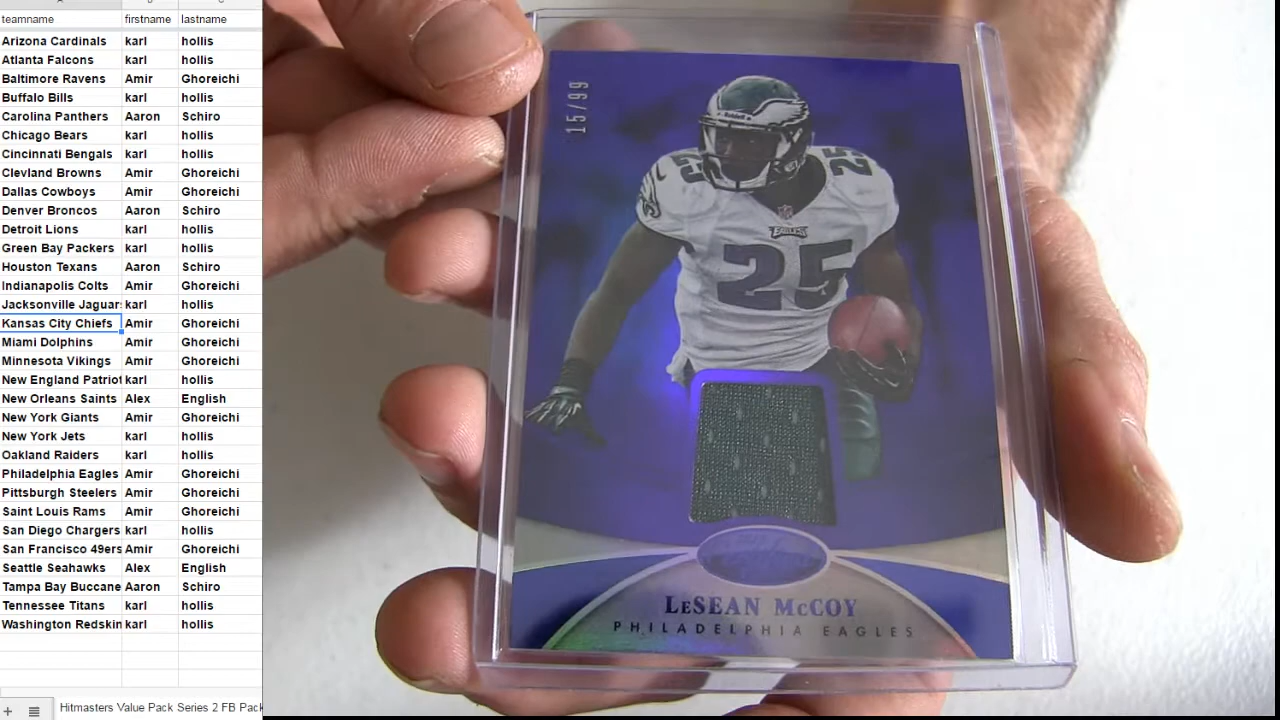 teamname firstname lastname
Arizona Cardinals karl hollis
Atlanta Falcons karl hollis
Baltimore Ravens Amir Ghoreichi
Buffalo Bills karl hollis
Carolina Panthers Aaron Schiro
Chicago Bears karl hollis
Cincinnati Bengals karl hollis
Clevland Browns Amir Ghoreichi
Dallas Cowboys Amir Ghoreichi
Denver Broncos Aaron Schiro
Detroit Lions karl hollis
Green Bay Packers karl hollis
Houston Texans Aaron Schiro
Indianapolis Colts Amir Ghoreichi
Jacksonville Jaguars karl hollis
Kansas City Chiefs Amir Ghoreichi
Miami Dolphins Amir Ghoreichi
Minnesota Vikings Amir Ghoreichi
New England Patriot karl hollis
New Orleans Saints Alex English
New York Giants Amir Ghoreichi
New York Jets karl hollis
Oakland Raiders karl hollis
Philadelphia Eagles Amir Ghoreichi
Pittsburgh Steelers Amir Ghoreichi
Saint Louis Rams Amir Ghoreichi
San Diego Chargers karl hollis
San Francisco 49ers Amir Ghoreichi
Seattle Seahawks Alex English
Tampa Bay Buccane Aaron Schiro
Tennessee Titans karl hollis
Washington Redskin karl hollis
Hitmasters Value Pack Series 2 FB Pack
15/99
25 25
EAGLES
25
LeSEAN McCOY
PHILADELPHIA EAGLES